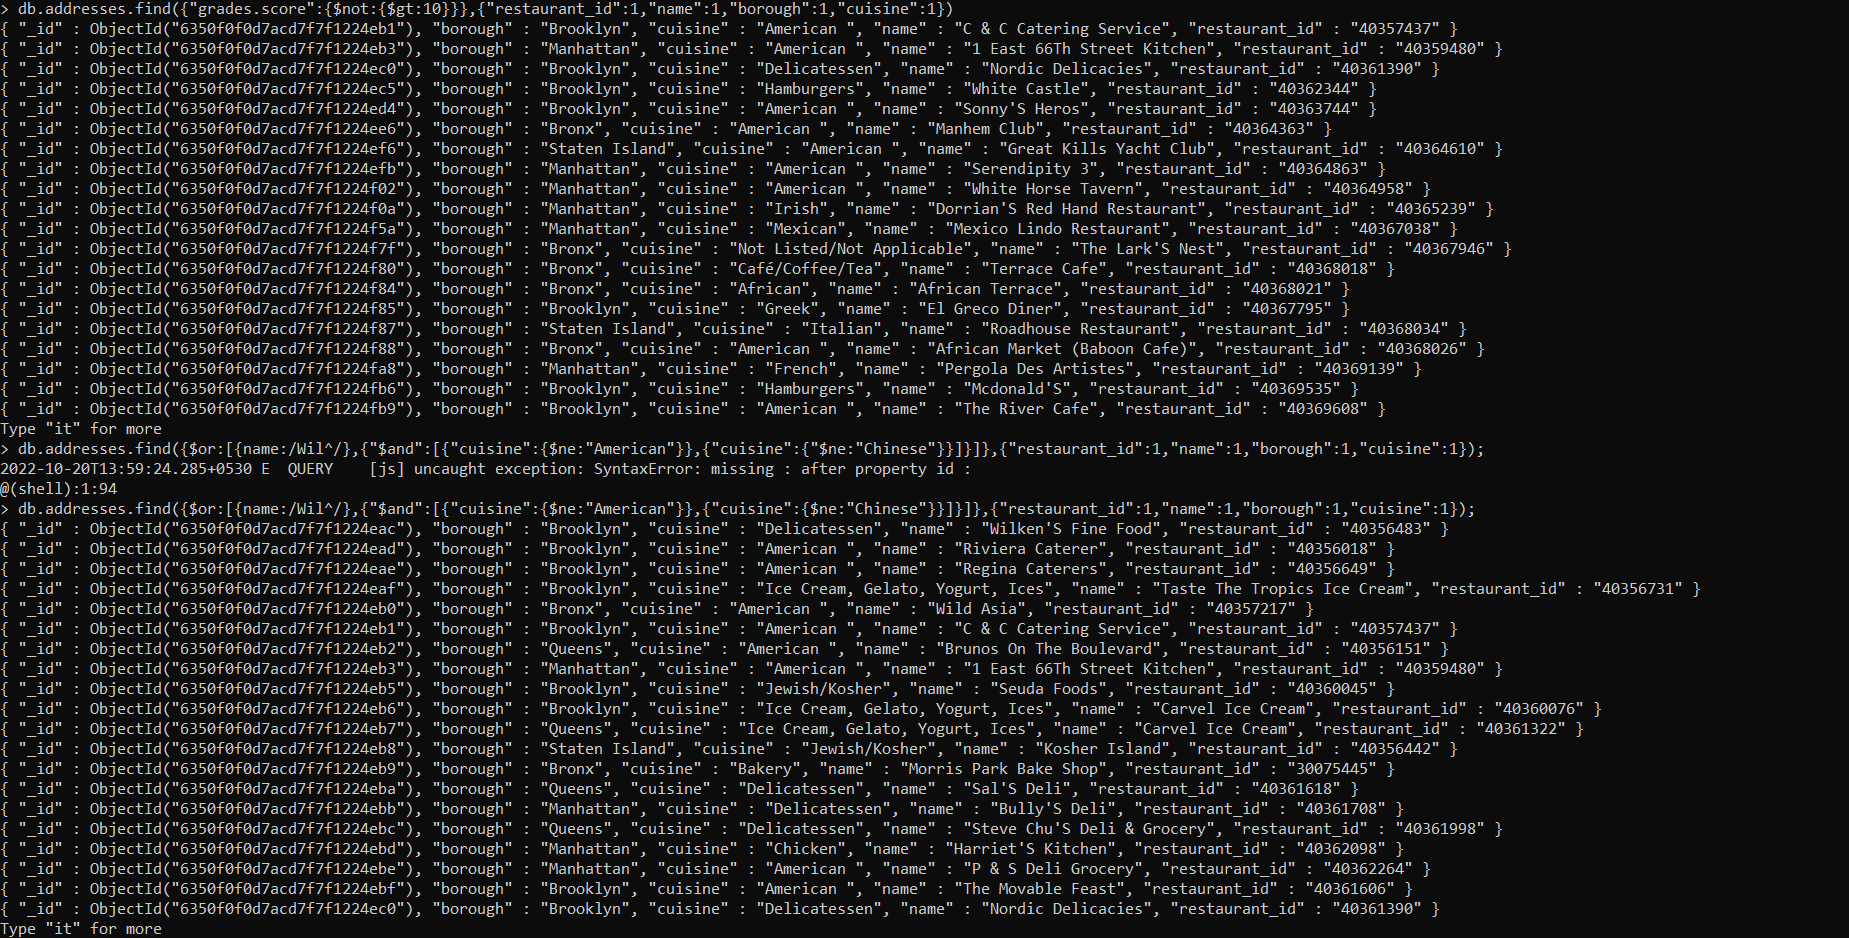 > db.addresses.find({"grades.score":{$not:{$gt:10}}},{"restaurant_id":1,"name":1,"borough":1,"cuisine":1})
{ "_id" : ObjectId("6350f0f0d7acd7f7f1224eb1"), "borough" : "Brooklyn", "cuisine" : "American ", "name" : "C & C Catering Service", "restaurant_id" : "40357437" }
{ "_id" : ObjectId("6350f0f0d7acd7f7f1224eb3"), "borough" : "Manhattan", "cuisine" : "American ", "name" : "1 East 66Th Street Kitchen", "restaurant_id" : "40359480" }
{ "_id" : ObjectId("6350f0f0d7acd7f7f1224ec0"), "borough" : "Brooklyn", "cuisine" : "Delicatessen", "name" : "Nordic Delicacies", "restaurant_id" : "40361390" }
{ "_id" : ObjectId("6350f0f0d7acd7f7f1224ec5"), "borough" : "Brooklyn", "cuisine" : "Hamburgers", "name" : "White Castle", "restaurant_id" : "40362344" }
{ "_id" : ObjectId("6350f0f0d7acd7f7f1224ed4"), "borough" : "Brooklyn", "cuisine" : "American ", "name" : "Sonny'S Heros", "restaurant_id" : "40363744" }
{ "_id" : ObjectId("6350f0f0d7acd7f7f1224ee6"), "borough" : "Bronx", "cuisine" : "American ", "name" : "Manhem Club", "restaurant_id" : "40364363" }
{ "_id" : ObjectId("6350f0f0d7acd7f7f1224ef6"), "borough" : "Staten Island", "cuisine" : "American ", "name" : "Great Kills Yacht Club", "restaurant_id" : "40364610" }
{ "_id" : ObjectId("6350f0f0d7acd7f7f1224efb"), "borough" : "Manhattan", "cuisine" : "American ", "name" : "Serendipity 3", "restaurant_id" : "40364863" }
{ "_id" : ObjectId("6350f0f0d7acd7f7f1224f02"), "borough" : "Manhattan", "cuisine" : "American ", "name" : "White Horse Tavern", "restaurant_id" : "40364958" }
{ "_id" : ObjectId("6350f0f0d7acd7f7f1224f0a"), "borough" : "Manhattan", "cuisine" : "Irish", "name" : "Dorrian'S Red Hand Restaurant", "restaurant_id" : "40365239" }
{ "_id" : ObjectId("6350f0f0d7acd7f7f1224f5a"), "borough" : "Manhattan", "cuisine" : "Mexican", "name" : "Mexico Lindo Restaurant", "restaurant_id" : "40367038" }
{ "_id" : ObjectId("6350f0f0d7acd7f7f1224f7f"), "borough" : "Bronx", "cuisine" : "Not Listed/Not Applicable", "name" : "The Lark'S Nest", "restaurant_id" : "40367946" }
{ "_id" : ObjectId("6350f0f0d7acd7f7f1224f80"), "borough" : "Bronx", "cuisine" : "Café/Coffee/Tea", "name" : "Terrace Cafe", "restaurant_id" : "40368018" }
{ "_id" : ObjectId("6350f0f0d7acd7f7f1224f84"), "borough" : "Bronx", "cuisine" : "African", "name" : "African Terrace", "restaurant_id" : "40368021" }
{ "_id" : ObjectId("6350f0f0d7acd7f7f1224f85"), "borough" : "Brooklyn", "cuisine" : "Greek", "name" : "El Greco Diner", "restaurant_id" : "40367795" }
{ "_id" : ObjectId("6350f0f0d7acd7f7f1224f87"), "borough" : "Staten Island", "cuisine" : "Italian", "name" : "Roadhouse Restaurant", "restaurant_id" : "40368034" }
{ "_id" : ObjectId("6350f0f0d7acd7f7f1224f88"), "borough" : "Bronx", "cuisine" : "American ", "name" : "African Market (Baboon Cafe)", "restaurant_id" : "40368026" }
{ "_id" : ObjectId("6350f0f0d7acd7f7f1224fa8"), "borough" : "Manhattan", "cuisine" : "French", "name" : "Pergola Des Artistes", "restaurant_id" : "40369139" }
{ "_id" : ObjectId("6350f0f0d7acd7f7f1224fb6"), "borough" : "Brooklyn", "cuisine" : "Hamburgers", "name" : "Mcdonald'S", "restaurant_id" : "40369535" }
{ "_id" : ObjectId("6350f0f0d7acd7f7f1224fb9"), "borough" : "Brooklyn", "cuisine" : "American ", "name" : "The River Cafe", "restaurant_id" : "40369608" }
Type "it" for more
> db.addresses.find({$or:[{name:/Wil^/},{"$and":[{"cuisine":{$ne:"American"}},{"cuisine":{"$ne:"Chinese"}}]}]},{"restaurant_id":1,"name":1,"borough":1,"cuisine":1});
2022-10-20T13:59:24.285+0530 E  QUERY    [js] uncaught exception: SyntaxError: missing : after property id :
@(shell):1:94
> db.addresses.find({$or:[{name:/Wil^/},{"$and":[{"cuisine":{$ne:"American"}},{"cuisine":{$ne:"Chinese"}}]}]},{"restaurant_id":1,"name":1,"borough":1,"cuisine":1});
{ "_id" : ObjectId("6350f0f0d7acd7f7f1224eac"), "borough" : "Brooklyn", "cuisine" : "Delicatessen", "name" : "Wilken'S Fine Food", "restaurant_id" : "40356483" }
{ "_id" : ObjectId("6350f0f0d7acd7f7f1224ead"), "borough" : "Brooklyn", "cuisine" : "American ", "name" : "Riviera Caterer", "restaurant_id" : "40356018" }
{ "_id" : ObjectId("6350f0f0d7acd7f7f1224eae"), "borough" : "Brooklyn", "cuisine" : "American ", "name" : "Regina Caterers", "restaurant_id" : "40356649" }
{ "_id" : ObjectId("6350f0f0d7acd7f7f1224eaf"), "borough" : "Brooklyn", "cuisine" : "Ice Cream, Gelato, Yogurt, Ices", "name" : "Taste The Tropics Ice Cream", "restaurant_id" : "40356731" }
{ "_id" : ObjectId("6350f0f0d7acd7f7f1224eb0"), "borough" : "Bronx", "cuisine" : "American ", "name" : "Wild Asia", "restaurant_id" : "40357217" }
{ "_id" : ObjectId("6350f0f0d7acd7f7f1224eb1"), "borough" : "Brooklyn", "cuisine" : "American ", "name" : "C & C Catering Service", "restaurant_id" : "40357437" }
{ "_id" : ObjectId("6350f0f0d7acd7f7f1224eb2"), "borough" : "Queens", "cuisine" : "American ", "name" : "Brunos On The Boulevard", "restaurant_id" : "40356151" }
{ "_id" : ObjectId("6350f0f0d7acd7f7f1224eb3"), "borough" : "Manhattan", "cuisine" : "American ", "name" : "1 East 66Th Street Kitchen", "restaurant_id" : "40359480" }
{ "_id" : ObjectId("6350f0f0d7acd7f7f1224eb5"), "borough" : "Brooklyn", "cuisine" : "Jewish/Kosher", "name" : "Seuda Foods", "restaurant_id" : "40360045" }
{ "_id" : ObjectId("6350f0f0d7acd7f7f1224eb6"), "borough" : "Brooklyn", "cuisine" : "Ice Cream, Gelato, Yogurt, Ices", "name" : "Carvel Ice Cream", "restaurant_id" : "40360076" }
{ "_id" : ObjectId("6350f0f0d7acd7f7f1224eb7"), "borough" : "Queens", "cuisine" : "Ice Cream, Gelato, Yogurt, Ices", "name" : "Carvel Ice Cream", "restaurant_id" : "40361322" }
{ "_id" : ObjectId("6350f0f0d7acd7f7f1224eb8"), "borough" : "Staten Island", "cuisine" : "Jewish/Kosher", "name" : "Kosher Island", "restaurant_id" : "40356442" }
{ "_id" : ObjectId("6350f0f0d7acd7f7f1224eb9"), "borough" : "Bronx", "cuisine" : "Bakery", "name" : "Morris Park Bake Shop", "restaurant_id" : "30075445" }
{ "_id" : ObjectId("6350f0f0d7acd7f7f1224eba"), "borough" : "Queens", "cuisine" : "Delicatessen", "name" : "Sal'S Deli", "restaurant_id" : "40361618" }
{ "_id" : ObjectId("6350f0f0d7acd7f7f1224ebb"), "borough" : "Manhattan", "cuisine" : "Delicatessen", "name" : "Bully'S Deli", "restaurant_id" : "40361708" }
{ "_id" : ObjectId("6350f0f0d7acd7f7f1224ebc"), "borough" : "Queens", "cuisine" : "Delicatessen", "name" : "Steve Chu'S Deli & Grocery", "restaurant_id" : "40361998" }
{ "_id" : ObjectId("6350f0f0d7acd7f7f1224ebd"), "borough" : "Manhattan", "cuisine" : "Chicken", "name" : "Harriet'S Kitchen", "restaurant_id" : "40362098" }
{ "_id" : ObjectId("6350f0f0d7acd7f7f1224ebe"), "borough" : "Manhattan", "cuisine" : "American ", "name" : "P & S Deli Grocery", "restaurant_id" : "40362264" }
{ "_id" : ObjectId("6350f0f0d7acd7f7f1224ebf"), "borough" : "Brooklyn", "cuisine" : "American ", "name" : "The Movable Feast", "restaurant_id" : "40361606" }
{ "_id" : ObjectId("6350f0f0d7acd7f7f1224ec0"), "borough" : "Brooklyn", "cuisine" : "Delicatessen", "name" : "Nordic Delicacies", "restaurant_id" : "40361390" }
Type "it" for more